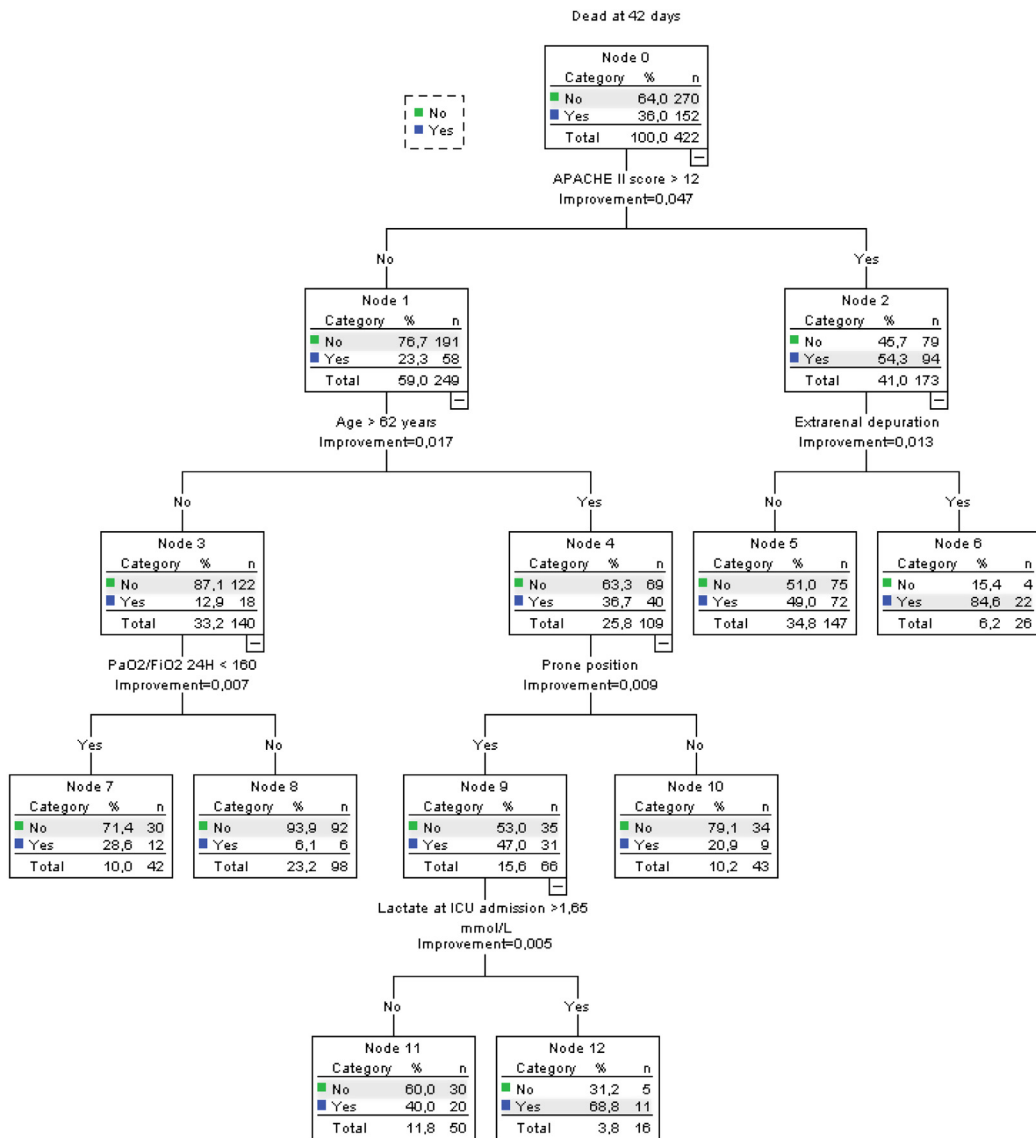 Dead at 42 days
No
Yes
Node 0
Category % n
No 64,0 270
Yes 36,0 152
Total 100,0 422
APACHE II score > 12
Improvement=0,047
No
Yes
Node 1
Category % n
No 76,7 191
Yes 23,3 58
Total 59,0 249
Node 2
Category % n
No 45,7 79
Yes 54,3 94
Total 41,0 173
Age > 62 years
Improvement=0,017
Extrarenal depuration
Improvement=0,013
No
Yes
No
Yes
Node 3
Category % n
No 87,1 122
Yes 12,9 18
Total 33,2 140
Node 4
Category % n
No 63,3 69
Yes 36,7 40
Total 25,8 109
Node 5
Category % n
No 51,0 75
Yes 49,0 72
Total 34,8 147
Node 6
Category % n
No 15,4 4
Yes 84,6 22
Total 6,2 26
PaO2/FiO2 24H < 160
Improvement=0,007
Prone position
Improvement=0,009
Yes
No
Yes
No
Node 7
Category % n
No 71,4 30
Yes 28,6 12
Total 10,0 42
Node 8
Category % n
No 93,9 92
Yes 6,1 6
Total 23,2 98
Node 9
Category % n
No 53,0 35
Yes 47,0 31
Total 15,6 66
Node 10
Category % n
No 79,1 34
Yes 20,9 9
Total 10,2 43
Lactate at ICU admission >1,65
mmol/L
Improvement=0,005
No
Yes
Node 11
Category % n
No 60,0 30
Yes 40,0 20
Total 11,8 50
Node 12
Category % n
No 31,2 5
Yes 68,8 11
Total 3,8 16